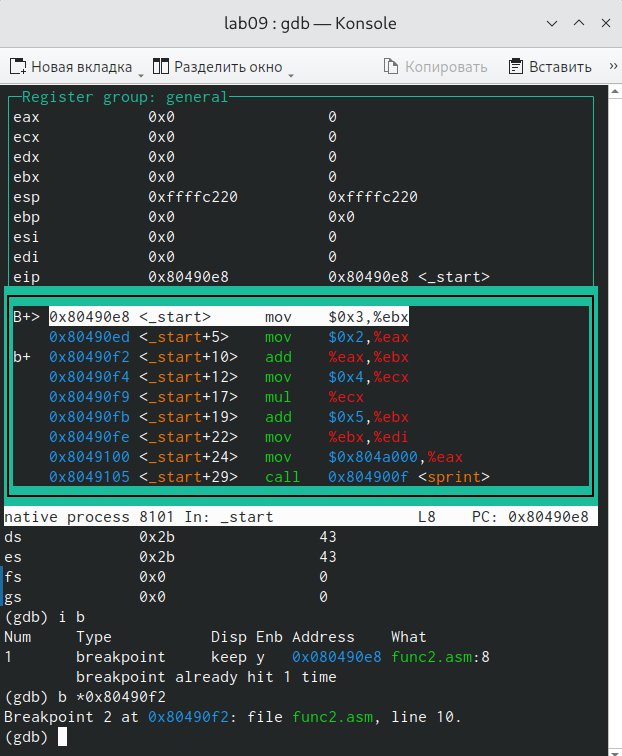 lab09 : gdb — Konsole
Новая вкладка Разделить окно Копировать Вставить »
Register group: general
eax 0x0 0
ecx 0x0 0
edx 0x0 0
ebx 0x0 0
esp 0xffffc220 0xffffc220
ebp 0x0 0x0
esi 0x0 0
edi 0x0 0
eip 0x80490e8 0x80490e8 <_start>
B+> 0x80490e8 <_start> mov $0x3,%ebx
0x80490ed <_start+5> mov $0x2,%eax
b+ 0x80490f2 <_start+10> add %eax,%ebx
0x80490f4 <_start+12> mov $0x4,%ecx
0x80490f9 <_start+17> mul %ecx
0x80490fb <_start+19> add $0x5,%ebx
0x80490fe <_start+22> mov %ebx,%edi
0x8049100 <_start+24> mov $0x804a000,%eax
0x8049105 <_start+29> call 0x804900f <sprint>
native process 8101 In: _start L8 PC: 0x80490e8
ds 0x2b 43
es 0x2b 43
fs 0x0 0
gs 0x0 0
(gdb) i b
Num Type Disp Enb Address What
1 breakpoint keep y 0x080490e8 func2.asm:8
breakpoint already hit 1 time
(gdb) b *0x80490f2
Breakpoint 2 at 0x80490f2: file func2.asm, line 10.
(gdb)